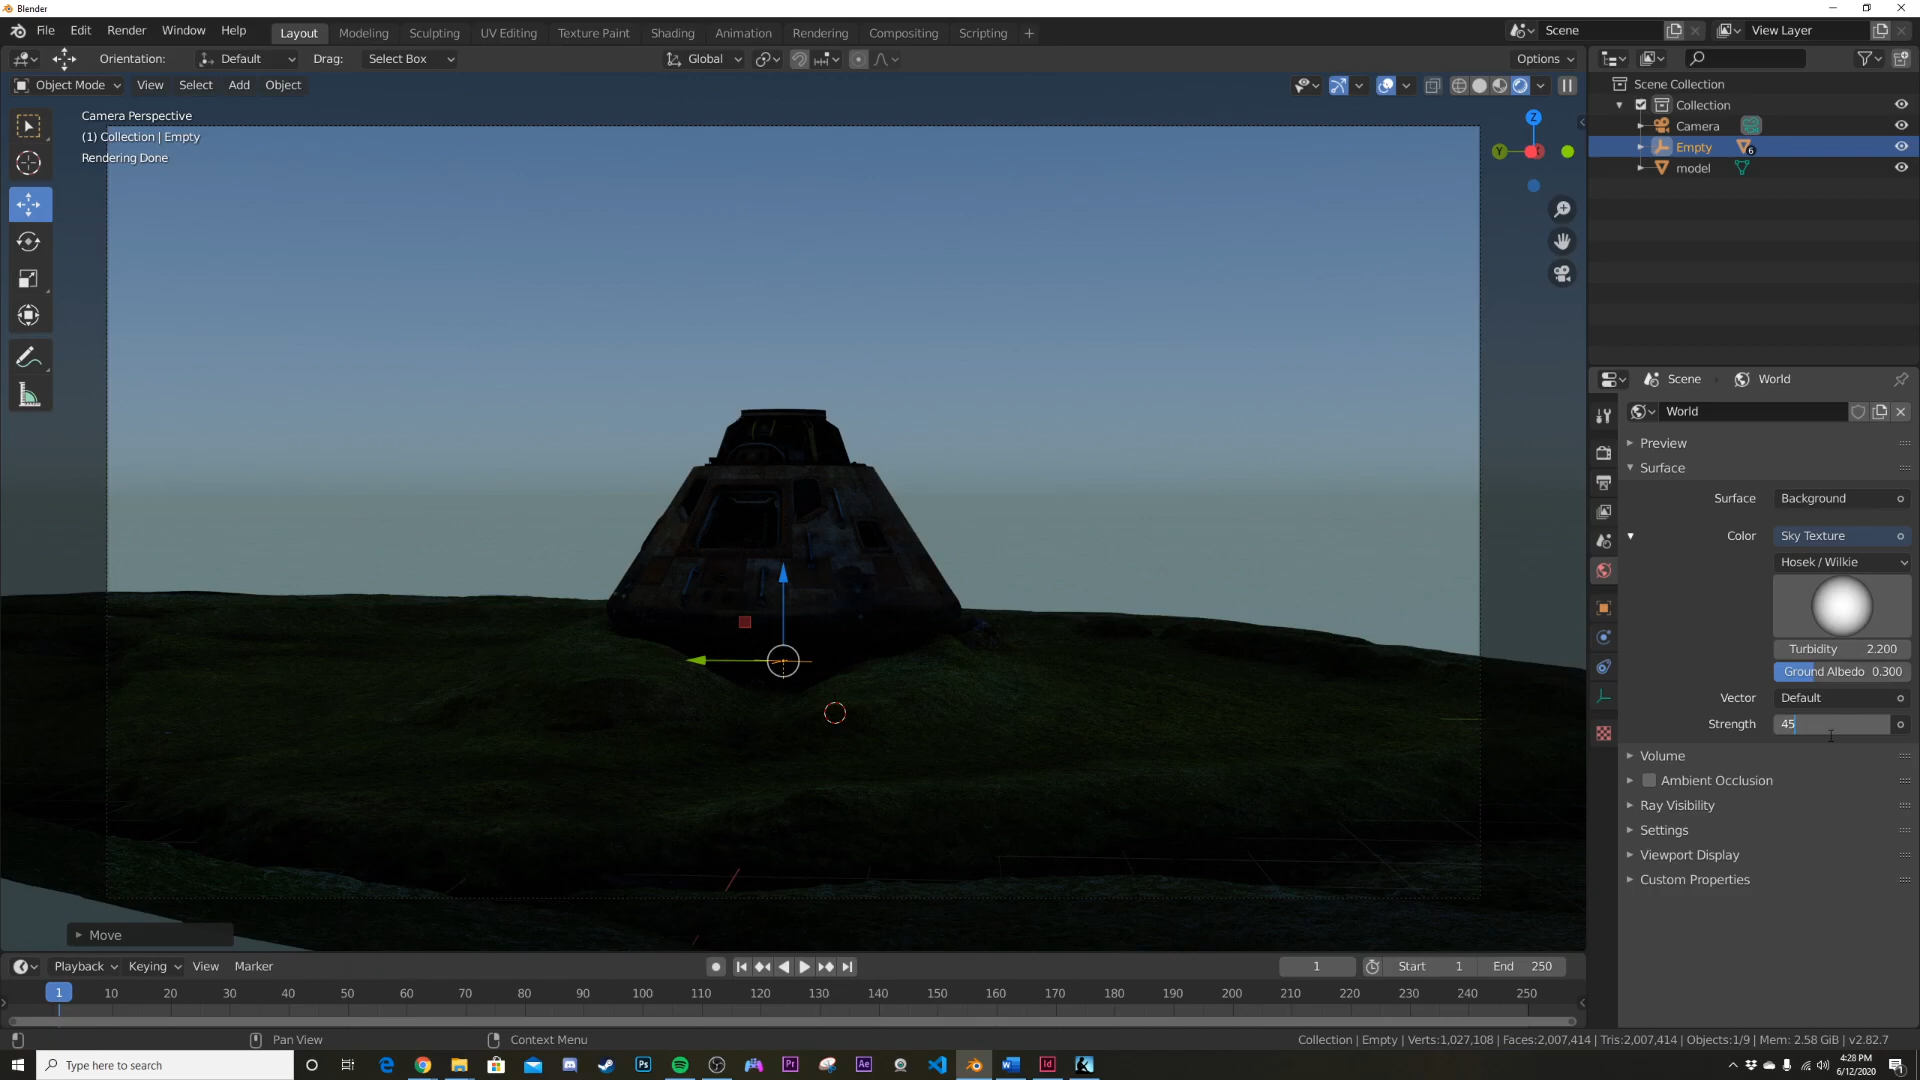 Blender
File Edit Render Window Help Layout Modeling Sculpting UV Editing Texture Paint Shading Animation Rendering Compositing Scripting + Scene View Layer
Orientation: Default Drag: Select Box Global Options
Object Mode View Select Add Object
Scene Collection
Collection
Camera
Empty 6
model
Camera Perspective
(1) Collection | Empty
Rendering Done
Z
Y
Scene › World
World
Preview
Surface
Surface Background
Color Sky Texture
Hosek / Wilkie
Turbidity 2.200
Ground Albedo 0.300
Vector Default
Strength 45
Volume
Ambient Occlusion
Ray Visibility
Settings
Viewport Display
Custom Properties
Move
Playback Keying View Marker 1 Start 1 End 250
1 10 20 30 40 50 60 70 80 90 100 110 120 130 140 150 160 170 180 190 200 210 220 230 240 250
Pan View Context Menu Collection | Empty | Verts:1,027,108 | Faces:2,007,414 | Tris:2,007,414 | Objects:1/9 | Mem: 2.58 GiB | v2.82.7
Type here to search Ps Pr Ae W Id 4:28 PM
6/12/2020